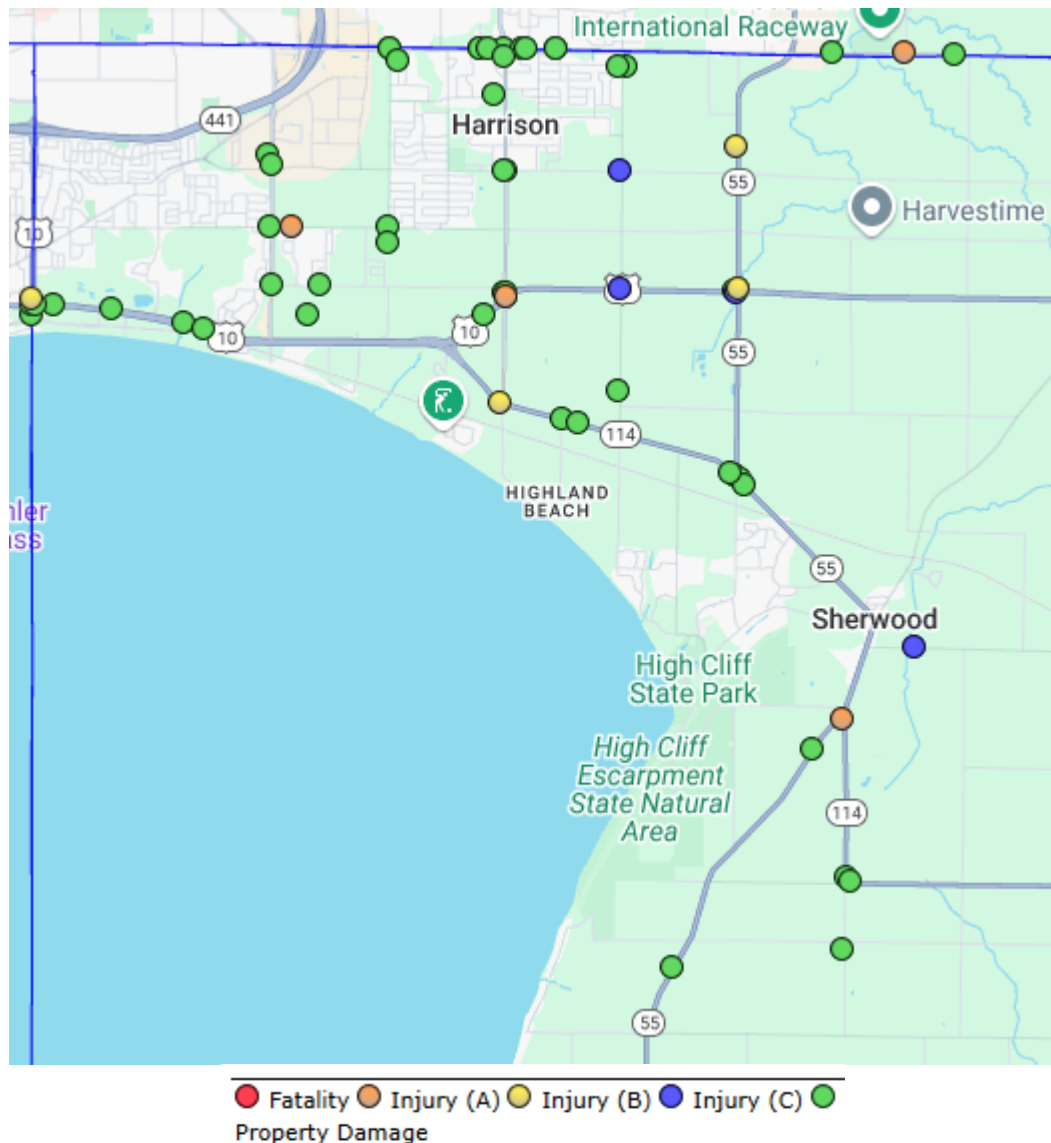 International Raceway
441
Harrison
55
10
Harvestime
10
10
55
114
HIGHLAND
BEACH
55
Sherwood
High Cliff
State Park
High Cliff
Escarpment
State Natural
Area
114
55
Fatality Injury (A) Injury (B) Injury (C)
Property Damage